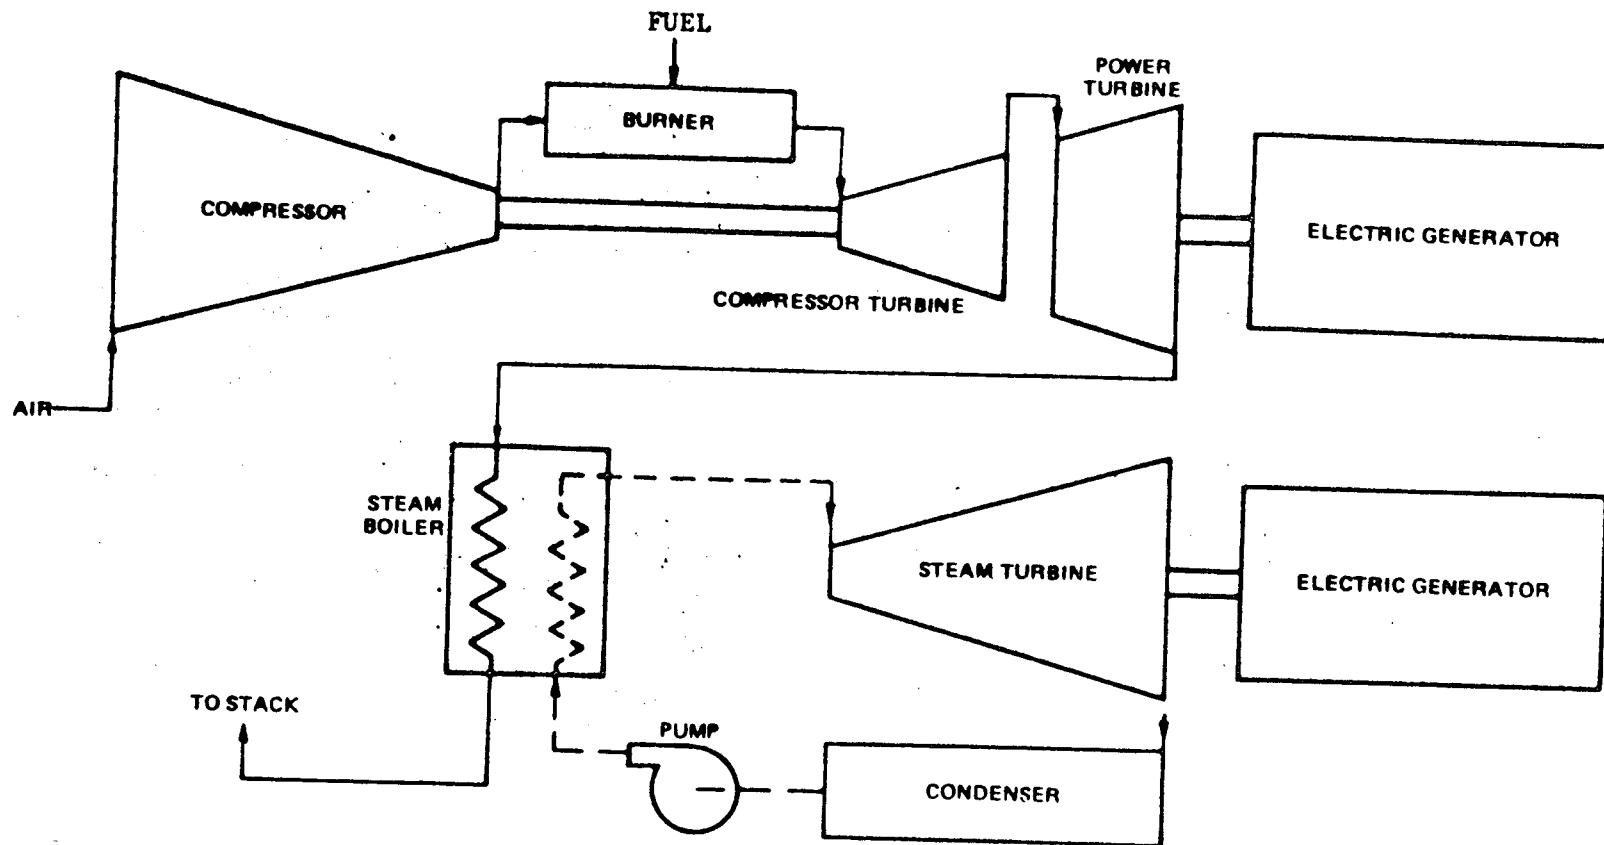 FUEL
POWER
TURBINE
BURNER
COMPRESSOR
ELECTRIC GENERATOR
COMPRESSOR TURBINE
AIR
STEAM
BOILER
STEAM TURBINE
ELECTRIC GENERATOR
TO STACK
PUMP
CONDENSER